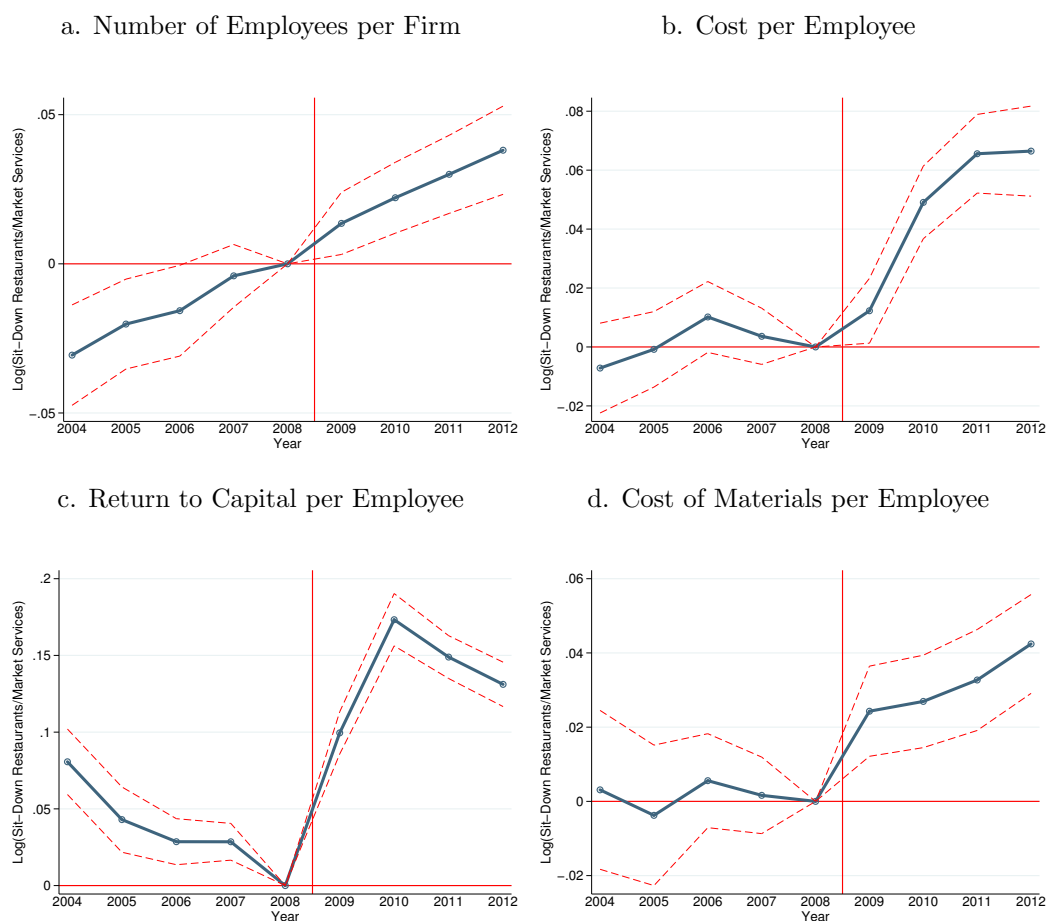 a. Number of Employees per Firm
b. Cost per Employee
Log(Sit−Down Restaurants/Market Services)
.05
0
−.05
2004 2005 2006 2007 2008 2009 2010 2011 2012
Year
Log(Sit−Down Restaurants/Market Services)
.08
.06
.04
.02
0
−.02
2004 2005 2006 2007 2008 2009 2010 2011 2012
Year
c. Return to Capital per Employee
d. Cost of Materials per Employee
Log(Sit−Down Restaurants/Market Services)
.2
.15
.1
.05
0
2004 2005 2006 2007 2008 2009 2010 2011 2012
Year
Log(Sit−Down Restaurants/Market Services)
.06
.04
.02
0
−.02
2004 2005 2006 2007 2008 2009 2010 2011 2012
Year